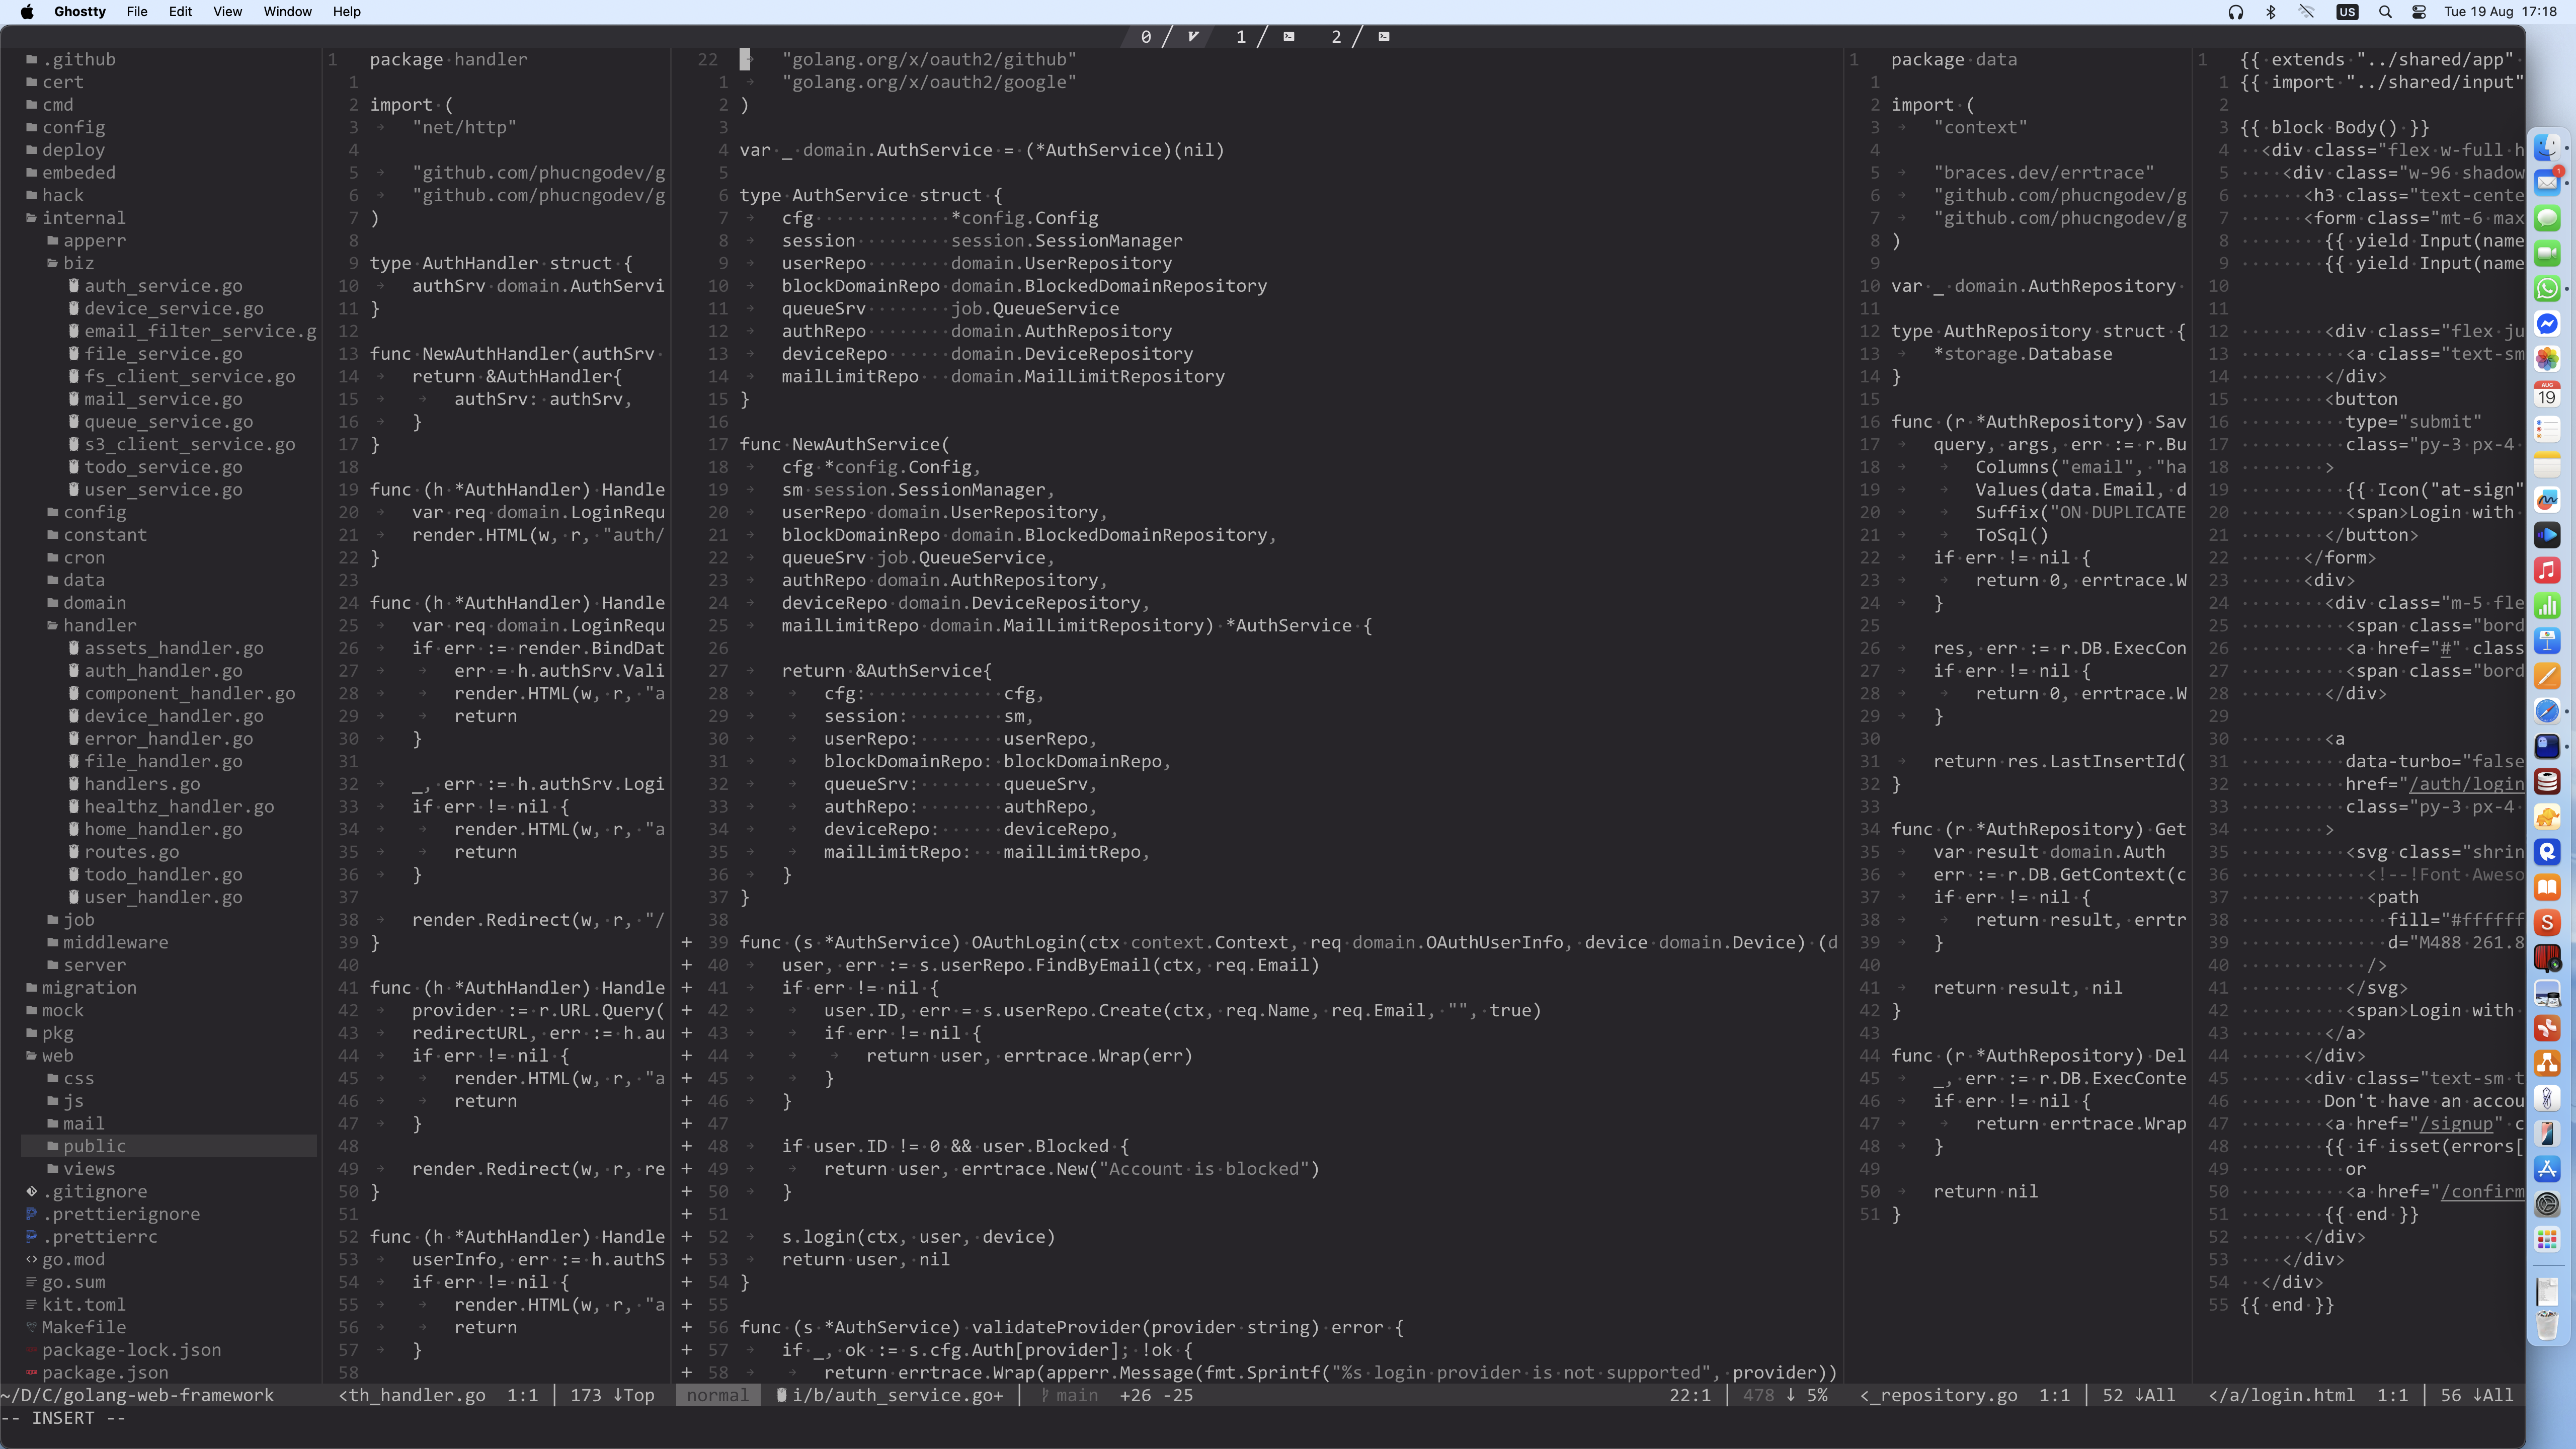 Ghostty File Edit View Window Help
US Tue 19 Aug 17:18
0 / 1 / 2 /
.github
cert
cmd
config
deploy
embeded
hack
internal
apperr
biz
auth_service.go
device_service.go
email_filter_service.g
file_service.go
fs_client_service.go
mail_service.go
queue_service.go
s3_client_service.go
todo_service.go
user_service.go
config
constant
cron
data
domain
handler
assets_handler.go
auth_handler.go
component_handler.go
device_handler.go
error_handler.go
file_handler.go
handlers.go
healthz_handler.go
home_handler.go
routes.go
todo_handler.go
user_handler.go
job
middleware
server
migration
mock
pkg
web
css
js
mail
public
views
.gitignore
.prettierignore
.prettierrc
go.mod
go.sum
kit.toml
Makefile
package-lock.json
package.json
~/D/C/golang-web-framework
1 package handler
1
2 import (
3 "net/http"
4
5 "github.com/phucngodev/g
6 "github.com/phucngodev/g
7 )
8
9 type AuthHandler struct {
10 authSrv domain.AuthServi
11 }
12
13 func NewAuthHandler(authSrv
14 return &AuthHandler{
15 authSrv: authSrv,
16 }
17 }
18
19 func (h *AuthHandler) Handle
20 var req domain.LoginRequ
21 render.HTML(w, r, "auth/
22 }
23
24 func (h *AuthHandler) Handle
25 var req domain.LoginRequ
26 if err := render.BindDat
27 err = h.authSrv.Vali
28 render.HTML(w, r, "a
29 return
30 }
31
32 _, err := h.authSrv.Logi
33 if err != nil {
34 render.HTML(w, r, "a
35 return
36 }
37
38 render.Redirect(w, r, "/
39 }
40
41 func (h *AuthHandler) Handle
42 provider := r.URL.Query(
43 redirectURL, err := h.au
44 if err != nil {
45 render.HTML(w, r, "a
46 return
47 }
48
49 render.Redirect(w, r, re
50 }
51
52 func (h *AuthHandler) Handle
53 userInfo, err := h.authS
54 if err != nil {
55 render.HTML(w, r, "a
56 return
57 }
58
<th_handler.go 1:1 | 173 ↓Top
22 "golang.org/x/oauth2/github"
1 "golang.org/x/oauth2/google"
2 )
3
4 var _ domain.AuthService = (*AuthService)(nil)
5
6 type AuthService struct {
7 cfg *config.Config
8 session session.SessionManager
9 userRepo domain.UserRepository
10 blockDomainRepo domain.BlockedDomainRepository
11 queueSrv job.QueueService
12 authRepo domain.AuthRepository
13 deviceRepo domain.DeviceRepository
14 mailLimitRepo domain.MailLimitRepository
15 }
16
17 func NewAuthService(
18 cfg *config.Config,
19 sm session.SessionManager,
20 userRepo domain.UserRepository,
21 blockDomainRepo domain.BlockedDomainRepository,
22 queueSrv job.QueueService,
23 authRepo domain.AuthRepository,
24 deviceRepo domain.DeviceRepository,
25 mailLimitRepo domain.MailLimitRepository) *AuthService {
26
27 return &AuthService{
28 cfg: cfg,
29 session: sm,
30 userRepo: userRepo,
31 blockDomainRepo: blockDomainRepo,
32 queueSrv: queueSrv,
33 authRepo: authRepo,
34 deviceRepo: deviceRepo,
35 mailLimitRepo: mailLimitRepo,
36 }
37 }
38
+ 39 func (s *AuthService) OAuthLogin(ctx context.Context, req domain.OAuthUserInfo, device domain.Device) (d
+ 40 user, err := s.userRepo.FindByEmail(ctx, req.Email)
+ 41 if err != nil {
+ 42 user.ID, err = s.userRepo.Create(ctx, req.Name, req.Email, "", true)
+ 43 if err != nil {
+ 44 return user, errtrace.Wrap(err)
+ 45 }
+ 46 }
+ 47
+ 48 if user.ID != 0 && user.Blocked {
+ 49 return user, errtrace.New("Account is blocked")
+ 50 }
+ 51
+ 52 s.login(ctx, user, device)
+ 53 return user, nil
+ 54 }
+ 55
+ 56 func (s *AuthService) validateProvider(provider string) error {
+ 57 if _, ok := s.cfg.Auth[provider]; !ok {
+ 58 return errtrace.Wrap(apperr.Message(fmt.Sprintf("%s login provider is not supported", provider))
normal i/b/auth_service.go+ | main +26 -25 22:1 | 478 ↓ 5%
1 package data
1
2 import (
3 "context"
4
5 "braces.dev/errtrace"
6 "github.com/phucngodev/g
7 "github.com/phucngodev/g
8 )
9
10 var _ domain.AuthRepository
11
12 type AuthRepository struct {
13 *storage.Database
14 }
15
16 func (r *AuthRepository) Sav
17 query, args, err := r.Bu
18 Columns("email", "ha
19 Values(data.Email, d
20 Suffix("ON DUPLICATE
21 ToSql()
22 if err != nil {
23 return 0, errtrace.W
24 }
25
26 res, err := r.DB.ExecCon
27 if err != nil {
28 return 0, errtrace.W
29 }
30
31 return res.LastInsertId(
32 }
33
34 func (r *AuthRepository) Get
35 var result domain.Auth
36 err := r.DB.GetContext(c
37 if err != nil {
38 return result, errtr
39 }
40
41 return result, nil
42 }
43
44 func (r *AuthRepository) Del
45 _, err := r.DB.ExecConte
46 if err != nil {
47 return errtrace.Wrap
48 }
49
50 return nil
51 }
<_repository.go 1:1 | 52 ↓All
1 {{ extends "../shared/app"
1 {{ import "../shared/input"
2
3 {{ block Body() }}
4 <div class="flex w-full h
5 <div class="w-96 shadow
6 <h3 class="text-cente
7 <form class="mt-6 max
8 {{ yield Input(name
9 {{ yield Input(name
10
11
12 <div class="flex ju
13 <a class="text-sm
14 </div>
15 <button
16 type="submit"
17 class="py-3 px-4
18 >
19 {{ Icon("at-sign"
20 <span>Login with
21 </button>
22 </form>
23 <div>
24 <div class="m-5 fle
25 <span class="bord
26 <a href="#" class
27 <span class="bord
28 </div>
29
30 <a
31 data-turbo="false
32 href="/auth/login
33 class="py-3 px-4
34 >
35 <svg class="shrin
36 <!--!Font Aweso
37 <path
38 fill="#ffffff
39 d="M488 261.8
40 />
41 </svg>
42 <span>Login with
43 </a>
44 </div>
45 <div class="text-sm t
46 Don't have an accou
47 <a href="/signup" c
48 {{ if isset(errors[
49 or
50 <a href="/confirm
51 {{ end }}
52 </div>
53 </div>
54 </div>
55 {{ end }}
</a/login.html 1:1 | 56 ↓All
-- INSERT --
1
AUG
19